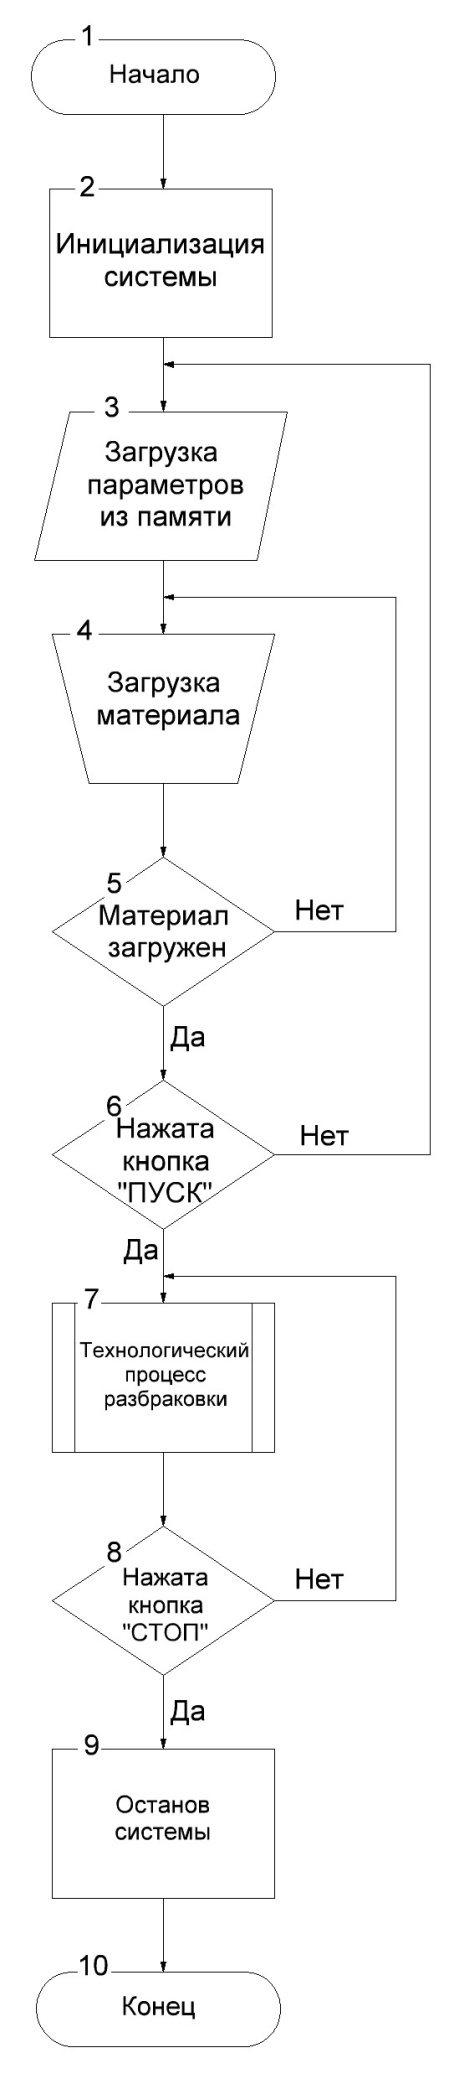 1
Начало
2
Инициализация
системы
3
Загрузка
параметров
из памяти
4
Загрузка
материала
5
Материал
загружен
Нет
Да
6
Нажата
кнопка
"ПУСК"
Нет
Да
7
Технологический
процесс
разбраковки
8
Нажата
кнопка
"СТОП"
Нет
Да
9
Останов
системы
10
Конец